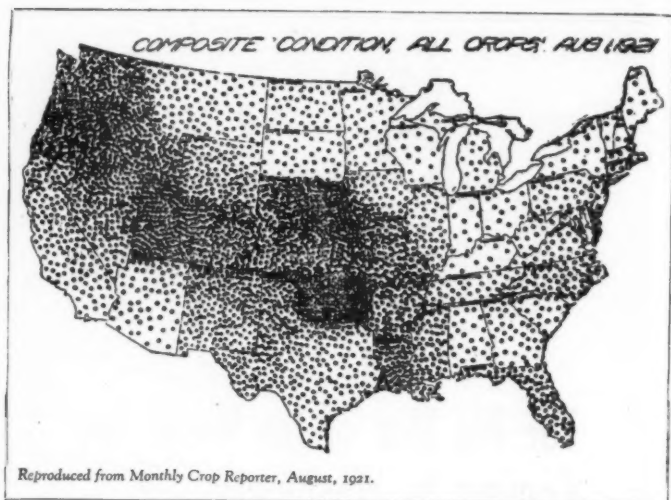 COMPOSITE 'CONDITION, ALL CROPS'. AUG 1, 1921
Reproduced from Monthly Crop Reporter, August, 1921.